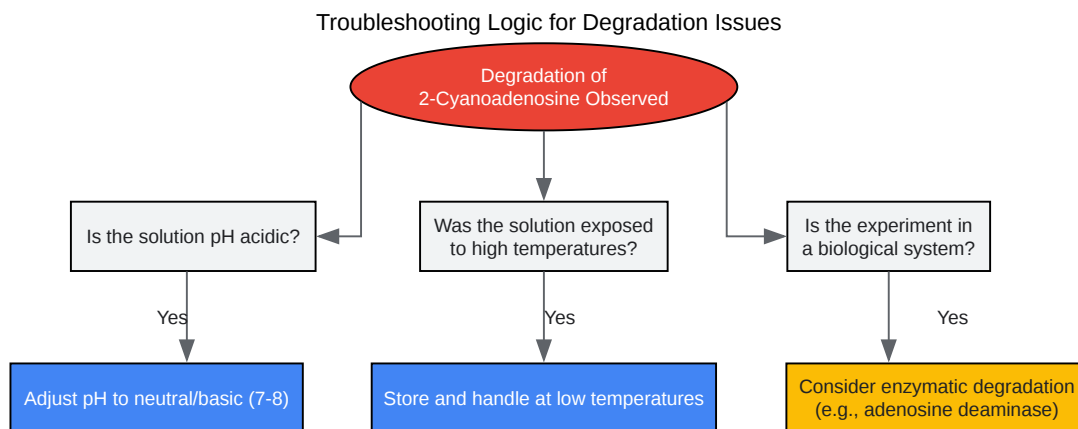 Troubleshooting Logic for Degradation Issues
Degradation of
2-Cyanoadenosine Observed
Is the solution pH acidic?
Was the solution exposed
to high temperatures?
Is the experiment in
a biological system?
Yes
Yes
Yes
Adjust pH to neutral/basic (7-8)
Store and handle at low temperatures
Consider enzymatic degradation
(e.g., adenosine deaminase)